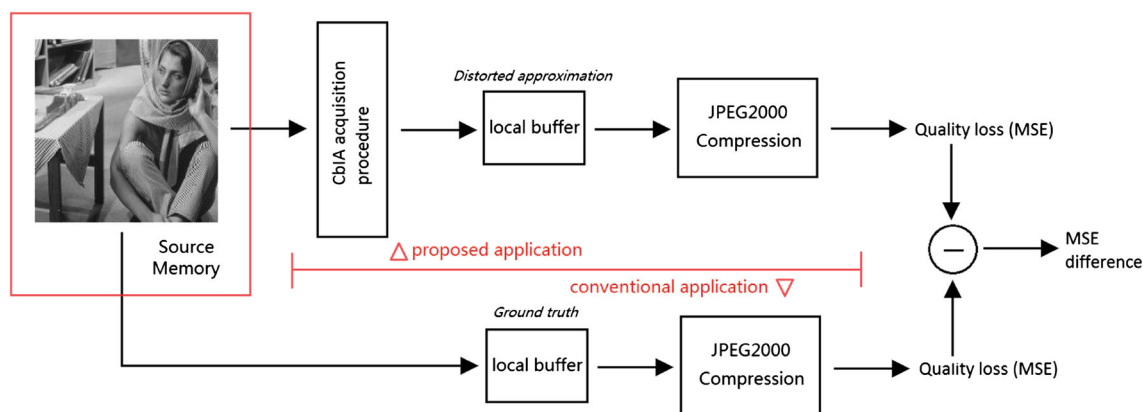 Source
Memory
CbIA acquisition
procedure
Distorted approximation
local buffer
JPEG2000
Compression
Quality loss (MSE)
△ proposed application
conventional application ▽
MSE
difference
Ground truth
local buffer
JPEG2000
Compression
Quality loss (MSE)